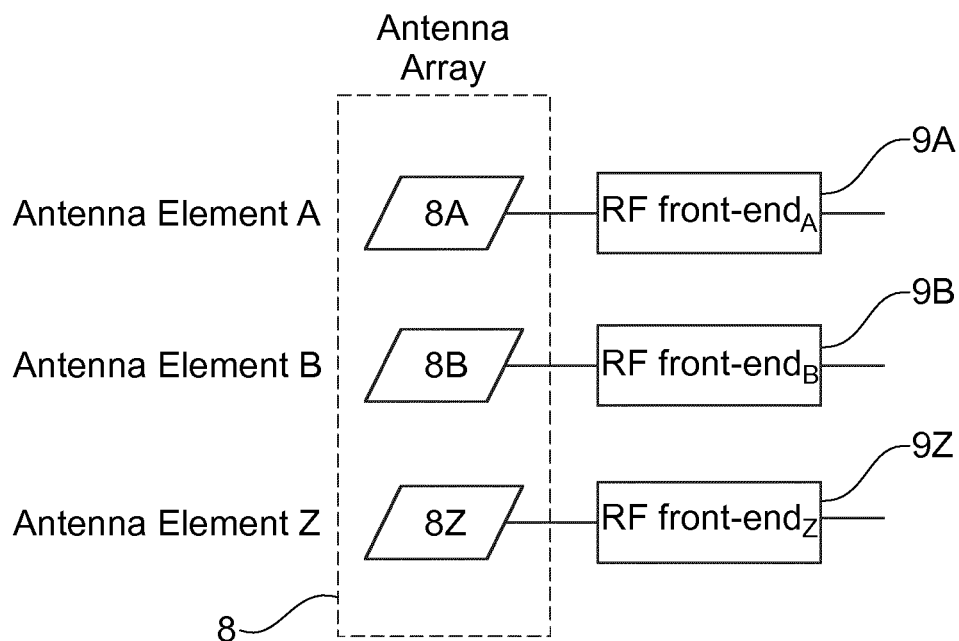 Antenna
Array
9A
Antenna Element A
8A
RF front-endA
9B
Antenna Element B
8B
RF front-endB
9Z
Antenna Element Z
8Z
RF front-endZ
8